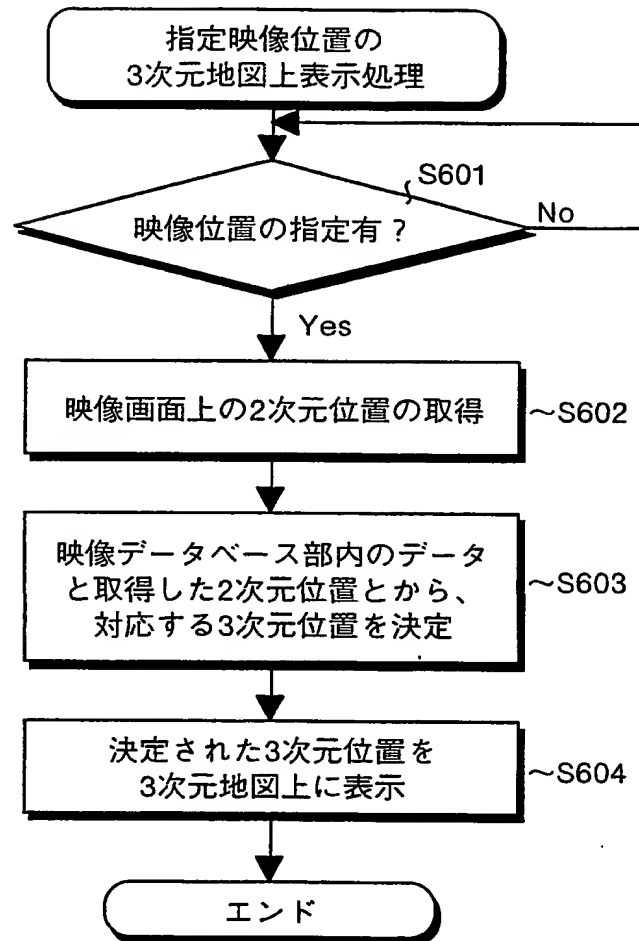 指定映像位置の
3次元地図上表示処理
S601
映像位置の指定有？
No
Yes
映像画面上の2次元位置の取得
～S602
映像データベース部内のデータ
と取得した2次元位置とから、
対応する3次元位置を決定
～S603
決定された3次元位置を
3次元地図上に表示
～S604
エンド